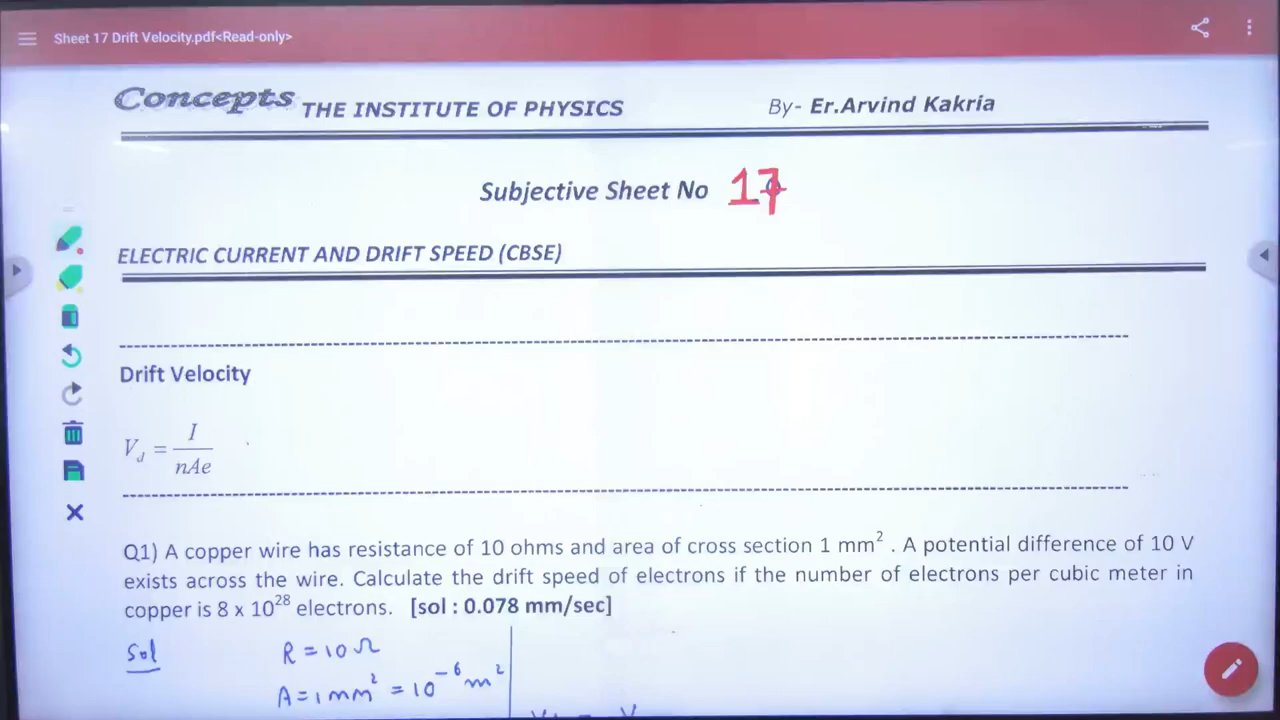 Sheet 17 Drift Velocity.pdf<Read-only>
Concepts THE INSTITUTE OF PHYSICS By- Er.Arvind Kakria
Subjective Sheet No 17
ELECTRIC CURRENT AND DRIFT SPEED (CBSE)
Drift Velocity
V_d = I / nAe
Q1) A copper wire has resistance of 10 ohms and area of cross section 1 mm² . A potential difference of 10 V
exists across the wire. Calculate the drift speed of electrons if the number of electrons per cubic meter in
copper is 8 x 10²⁸ electrons. [sol : 0.078 mm/sec]
Sol R = 10 Ω
A = 1 mm² = 10⁻⁶ m²